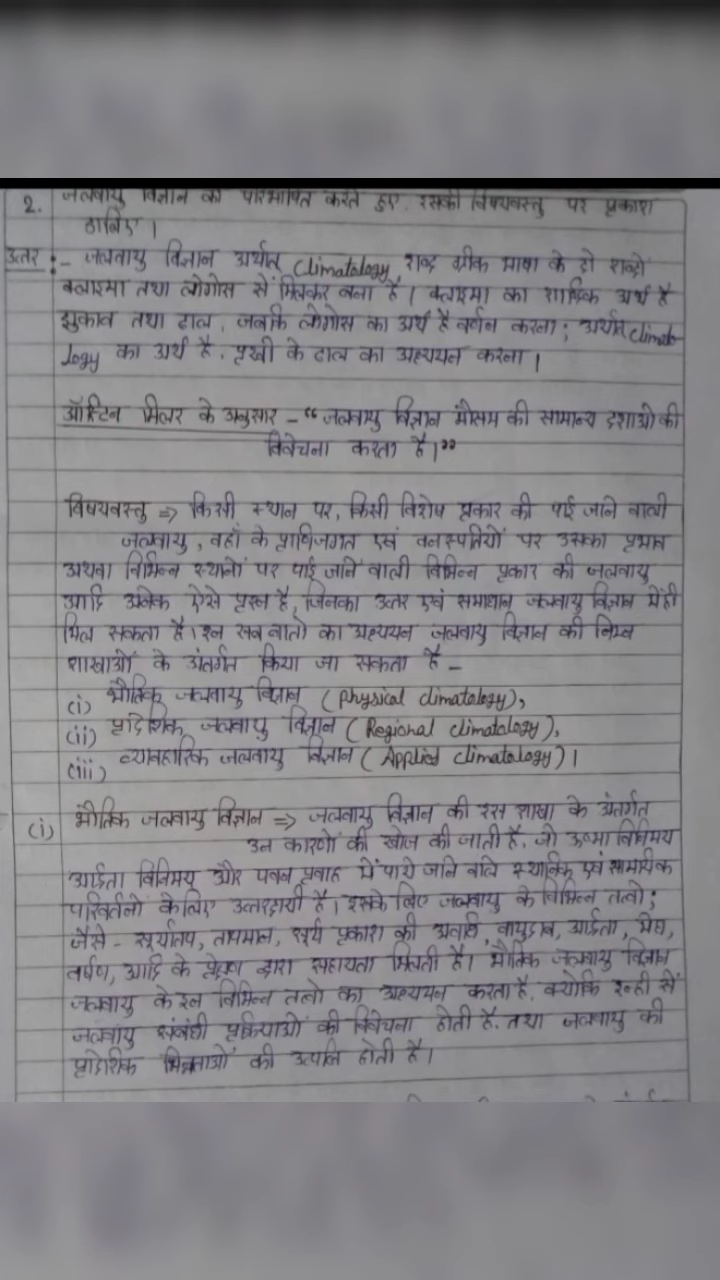 2. जलवायु विज्ञान को परिभाषित करते हुए, इसकी विषयवस्तु पर प्रकाश
डालिए।
उत्तर :- जलवायु विज्ञान अर्थात् Climatology शब्द ग्रीक भाषा के दो शब्दों
क्लाइमा तथा लोगोस से मिलकर बना है। क्लाइमा का शाब्दिक अर्थ है
झुकाव तथा ढाल, जबकि लोगोस का अर्थ है वर्णन करना; अर्थात् climato-
logy का अर्थ है, पृथ्वी के ढाल का अध्ययन करना।
ऑस्टिन मिलर के अनुसार - “जलवायु विज्ञान मौसम की सामान्य दशाओं की
विवेचना करता है।”
विषयवस्तु ⇒ किसी स्थान पर, किसी विशेष प्रकार की पाई जाने वाली
जलवायु, वहाँ के प्राणिजगत एवं वनस्पतियों पर उसका प्रभाव
अथवा विभिन्न स्थानों पर पाई जाने वाली विभिन्न प्रकार की जलवायु
आदि अनेक ऐसे प्रश्न है, जिनका उत्तर एवं समाधान जलवायु विज्ञान में ही
मिल सकता है। इन सब बातों का अध्ययन जलवायु विज्ञान की निम्न
शाखाओं के अंतर्गत किया जा सकता है -
(i) भौतिक जलवायु विज्ञान (Physical climatology),
(ii) प्रादेशिक जलवायु विज्ञान (Regional climatology),
(iii) व्यावहारिक जलवायु विज्ञान (Applied climatology)।
(i) भौतिक जलवायु विज्ञान ⇒ जलवायु विज्ञान की इस शाखा के अंतर्गत
उन कारणों की खोज की जाती है, जो ऊष्मा विनिमय
आर्द्रता विनिमय और पवन प्रवाह में पाये जाने वाले स्थानिक एवं सामयिक
परिवर्तनों के लिए उत्तरदायी है। इसके लिए जलवायु के विभिन्न तत्वो;
जैसे - सूर्यातप, तापमान, सूर्य प्रकाश की अवधि, वायुदाब, आर्द्रता, मेघ,
वर्षण, आदि के प्रेक्षण द्वारा सहायता मिलती है। भौतिक जलवायु विज्ञान
जलवायु के इन विभिन्न तत्वो का अध्ययन करता है, क्योकि इन्ही से
जलवायु संबंधी प्रक्रियाओं की विवेचना होती है, तथा जलवायु की
प्रादेशिक भिन्नताओं की उत्पत्ति होती है।